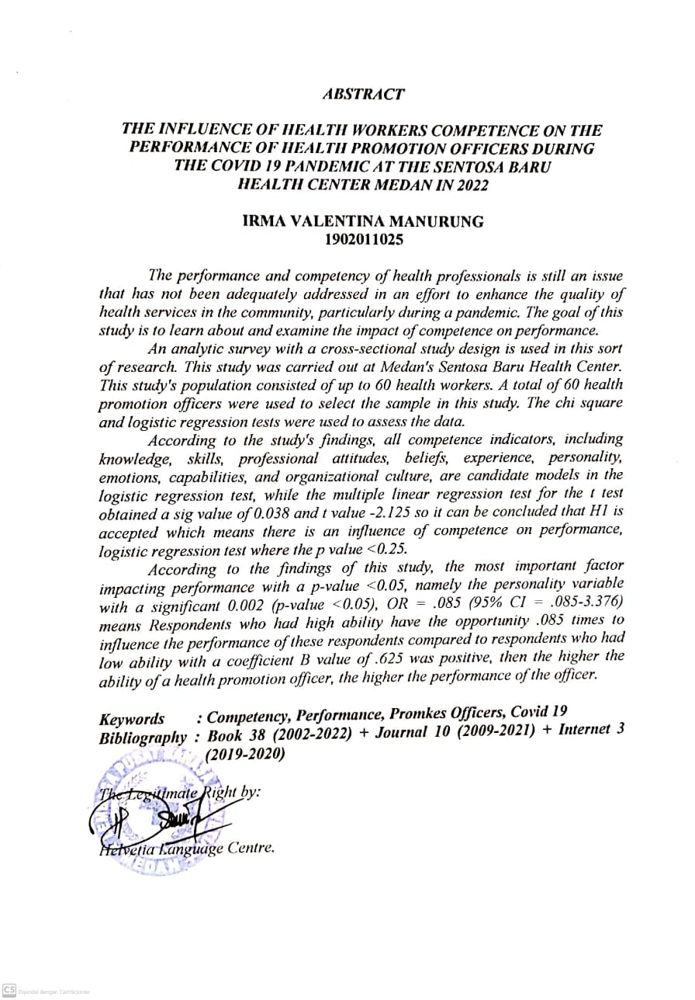 ABSTRACT
THE INFLUENCE OF HEALTH WORKERS COMPETENCE ON THE
PERFORMANCE OF HEALTH PROMOTION OFFICERS DURING
THE COVID 19 PANDEMIC AT THE SENTOSA BARU
HEALTH CENTER MEDAN IN 2022
IRMA VALENTINA MANURUNG
1902011025
The performance and competency of health professionals is still an issue
that has not been adequately addressed in an effort to enhance the quality of
health services in the community, particularly during a pandemic. The goal of this
study is to learn about and examine the impact of competence on performance.
An analytic survey with a cross-sectional study design is used in this sort
of research. This study was carried out at Medan's Sentosa Baru Health Center.
This study's population consisted of up to 60 health workers. A total of 60 health
promotion officers were used to select the sample in this study. The chi square
and logistic regression tests were used to assess the data.
According to the study's findings, all competence indicators, including
knowledge, skills, professional attitudes, beliefs, experience, personality,
emotions, capabilities, and organizational culture, are candidate models in the
logistic regression test, while the multiple linear regression test for the t test
obtained a sig value of 0.038 and t value -2.125 so it can be concluded that H1 is
accepted which means there is an influence of competence on performance,
logistic regression test where the p value <0.25.
According to the findings of this study, the most important factor
impacting performance with a p-value <0.05, namely the personality variable
with a significant 0.002 (p-value <0.05), OR = .085 (95% CI = .085-3.376)
means Respondents who had high ability have the opportunity .085 times to
influence the performance of these respondents compared to respondents who had
low ability with a coefficient B value of .625 was positive, then the higher the
ability of a health promotion officer, the higher the performance of the officer.
Keywords : Competency, Performance, Promkes Officers, Covid 19
Bibliography : Book 38 (2002-2022) + Journal 10 (2009-2021) + Internet 3
(2019-2020)
The Legitimate Right by:
Helvetia Language Centre.
MEDAN
CS Dipindai dengan CamScanner